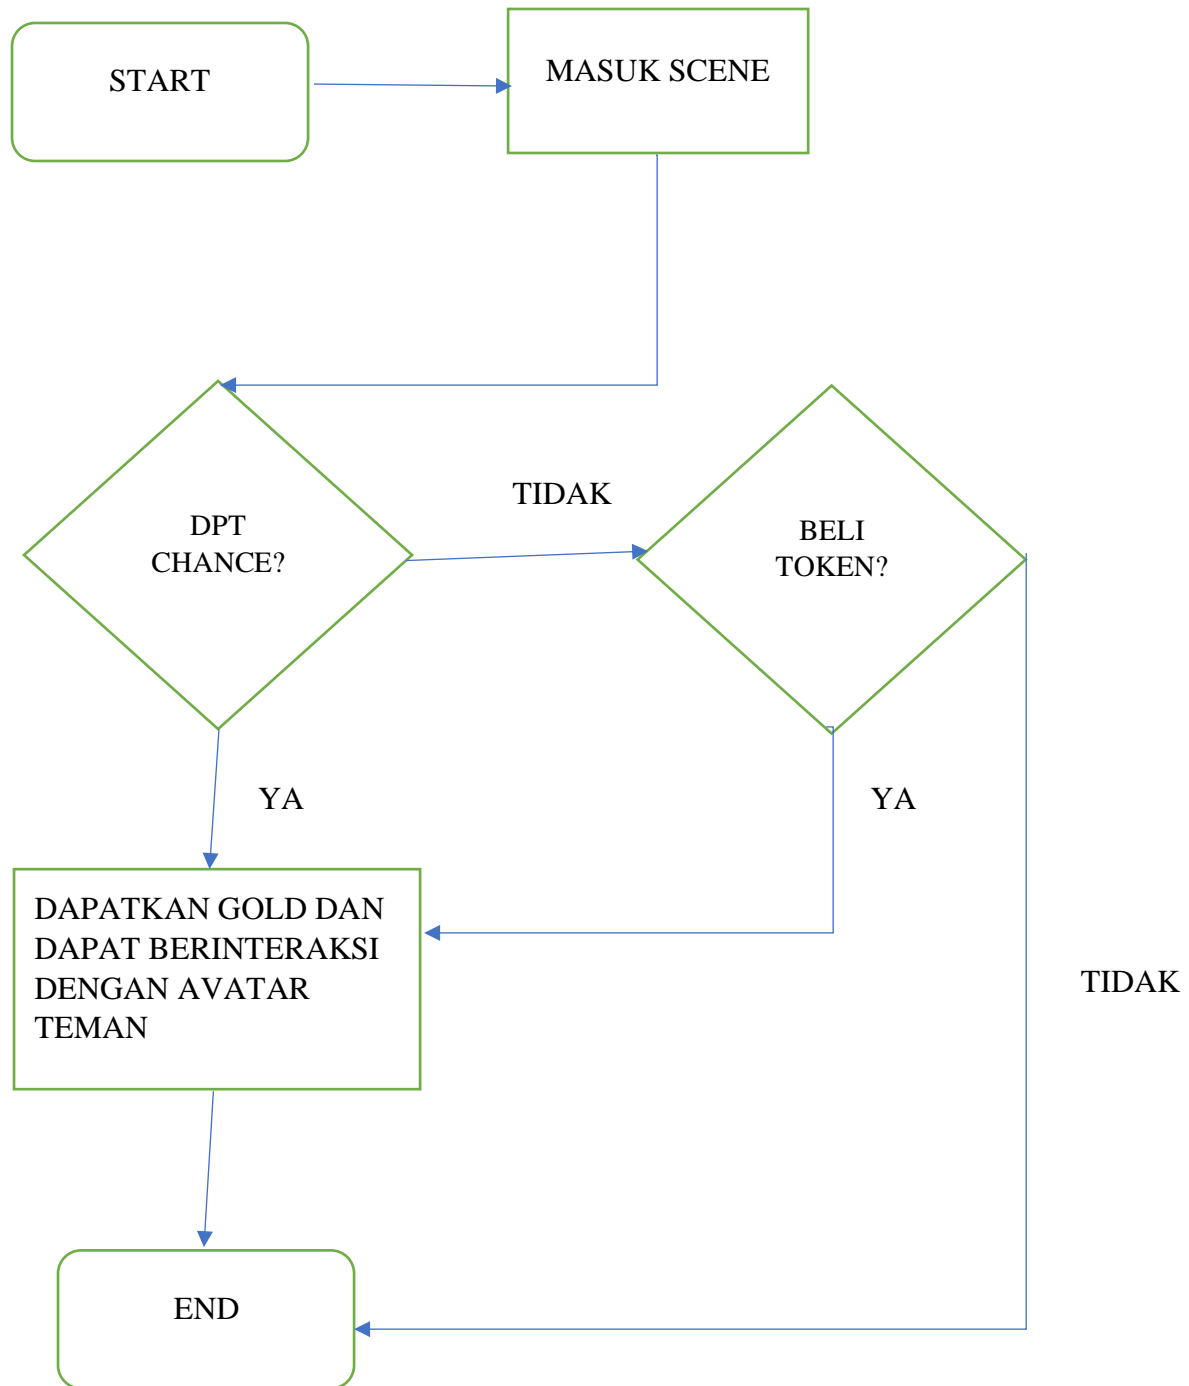 START
MASUK SCENE
TIDAK
DPT
CHANCE?
BELI
TOKEN?
YA
YA
DAPATKAN GOLD DAN
DAPAT BERINTERAKSI
DENGAN AVATAR
TEMAN
TIDAK
END